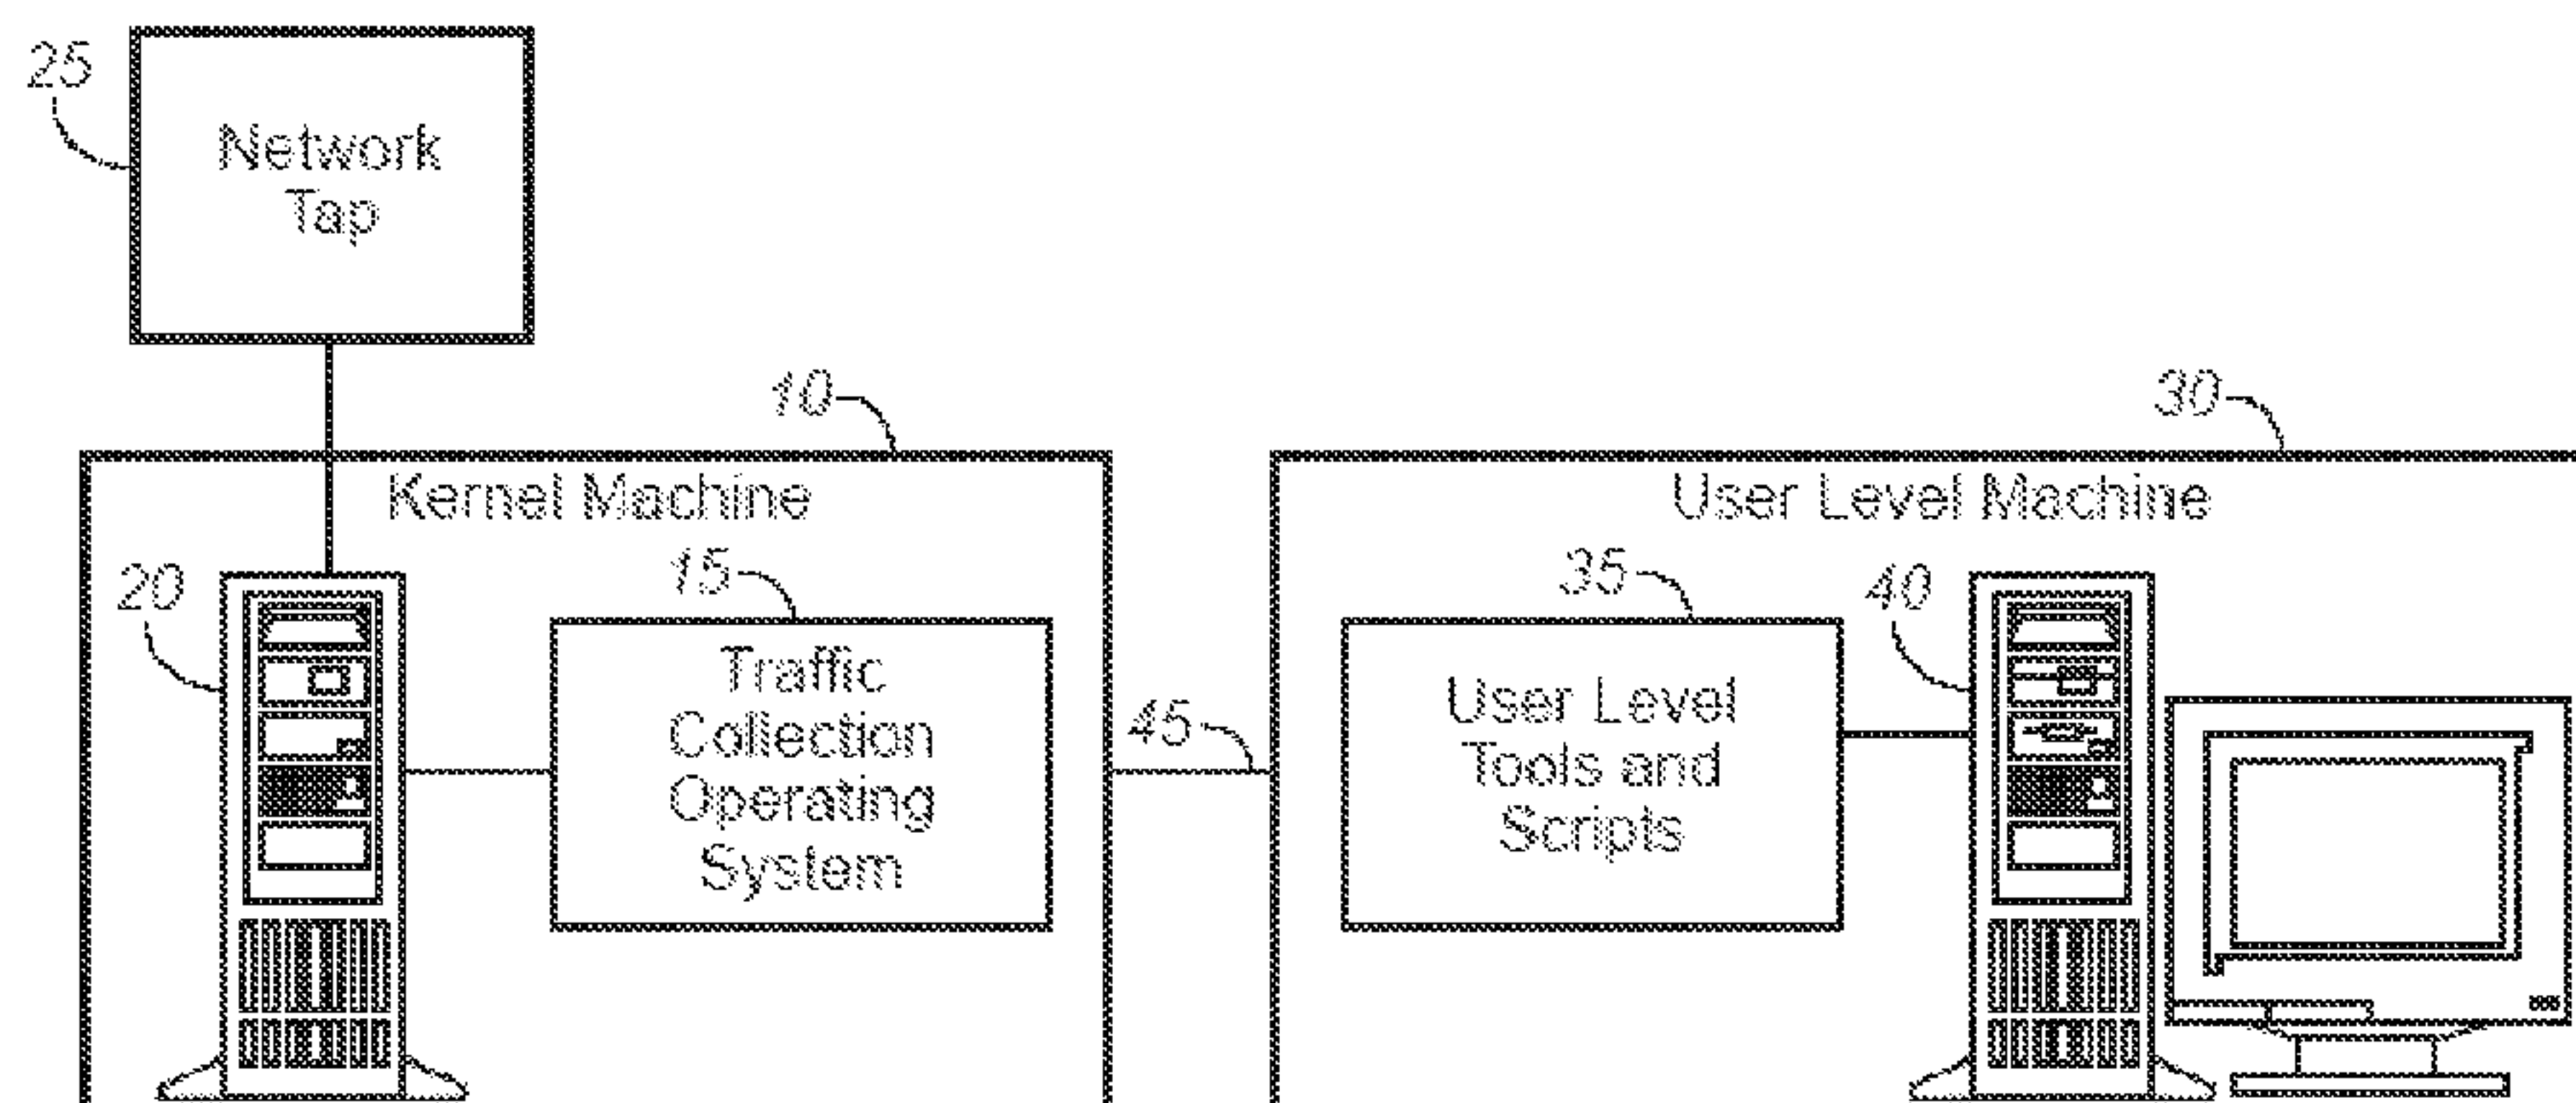 25
Network
Tap
10
30
Kernel Machine
User Level Machine
20
15
35
40
Traffic
Collection
Operating
System
45
User Level
Tools and
Scripts